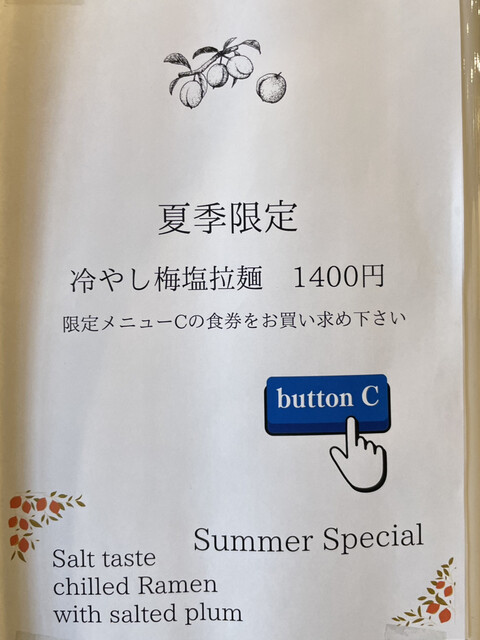 夏季限定
冷やし梅塩拉麺 1400円
限定メニューCの食券をお買い求め下さい
button C
Summer Special
Salt taste
chilled Ramen
with salted plum